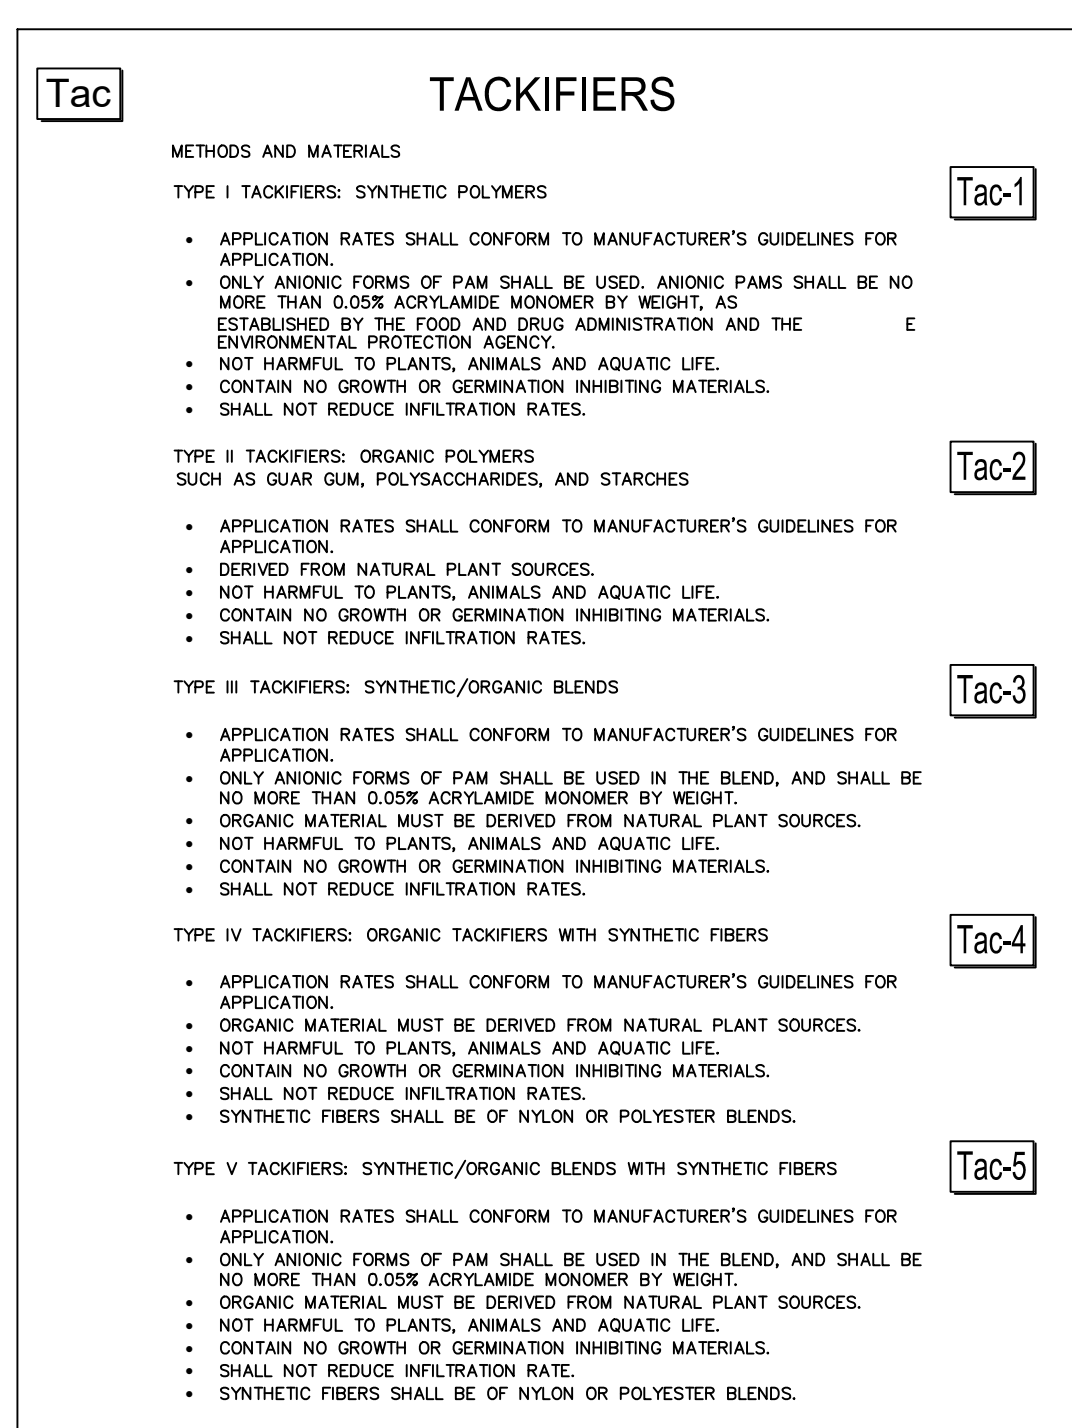 Tac
TACKIFIERS
METHODS AND MATERIALS
TYPE I TACKIFIERS: SYNTHETIC POLYMERS
Tac-1
• APPLICATION RATES SHALL CONFORM TO MANUFACTURER'S GUIDELINES FOR
APPLICATION.
• ONLY ANIONIC FORMS OF PAM SHALL BE USED. ANIONIC PAMS SHALL BE NO
MORE THAN 0.05% ACRYLAMIDE MONOMER BY WEIGHT, AS
ESTABLISHED BY THE FOOD AND DRUG ADMINISTRATION AND THE E
ENVIRONMENTAL PROTECTION AGENCY.
• NOT HARMFUL TO PLANTS, ANIMALS AND AQUATIC LIFE.
• CONTAIN NO GROWTH OR GERMINATION INHIBITING MATERIALS.
• SHALL NOT REDUCE INFILTRATION RATES.
TYPE II TACKIFIERS: ORGANIC POLYMERS
Tac-2
SUCH AS GUAR GUM, POLYSACCHARIDES, AND STARCHES
• APPLICATION RATES SHALL CONFORM TO MANUFACTURER'S GUIDELINES FOR
APPLICATION.
• DERIVED FROM NATURAL PLANT SOURCES.
• NOT HARMFUL TO PLANTS, ANIMALS AND AQUATIC LIFE.
• CONTAIN NO GROWTH OR GERMINATION INHIBITING MATERIALS.
• SHALL NOT REDUCE INFILTRATION RATES.
TYPE III TACKIFIERS: SYNTHETIC/ORGANIC BLENDS
Tac-3
• APPLICATION RATES SHALL CONFORM TO MANUFACTURER'S GUIDELINES FOR
APPLICATION.
• ONLY ANIONIC FORMS OF PAM SHALL BE USED IN THE BLEND, AND SHALL BE
NO MORE THAN 0.05% ACRYLAMIDE MONOMER BY WEIGHT.
• ORGANIC MATERIAL MUST BE DERIVED FROM NATURAL PLANT SOURCES.
• NOT HARMFUL TO PLANTS, ANIMALS AND AQUATIC LIFE.
• CONTAIN NO GROWTH OR GERMINATION INHIBITING MATERIALS.
• SHALL NOT REDUCE INFILTRATION RATES.
TYPE IV TACKIFIERS: ORGANIC TACKIFIERS WITH SYNTHETIC FIBERS
Tac-4
• APPLICATION RATES SHALL CONFORM TO MANUFACTURER'S GUIDELINES FOR
APPLICATION.
• ORGANIC MATERIAL MUST BE DERIVED FROM NATURAL PLANT SOURCES.
• NOT HARMFUL TO PLANTS, ANIMALS AND AQUATIC LIFE.
• CONTAIN NO GROWTH OR GERMINATION INHIBITING MATERIALS.
• SHALL NOT REDUCE INFILTRATION RATES.
• SYNTHETIC FIBERS SHALL BE OF NYLON OR POLYESTER BLENDS.
TYPE V TACKIFIERS: SYNTHETIC/ORGANIC BLENDS WITH SYNTHETIC FIBERS
Tac-5
• APPLICATION RATES SHALL CONFORM TO MANUFACTURER'S GUIDELINES FOR
APPLICATION.
• ONLY ANIONIC FORMS OF PAM SHALL BE USED IN THE BLEND, AND SHALL BE
NO MORE THAN 0.05% ACRYLAMIDE MONOMER BY WEIGHT.
• ORGANIC MATERIAL MUST BE DERIVED FROM NATURAL PLANT SOURCES.
• NOT HARMFUL TO PLANTS, ANIMALS AND AQUATIC LIFE.
• CONTAIN NO GROWTH OR GERMINATION INHIBITING MATERIALS.
• SHALL NOT REDUCE INFILTRATION RATE.
• SYNTHETIC FIBERS SHALL BE OF NYLON OR POLYESTER BLENDS.